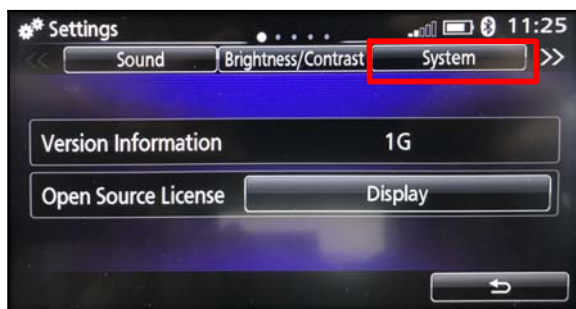 Settings
11:25
<< Sound Brightness/Contrast System >>
Version Information 1G
Open Source License Display